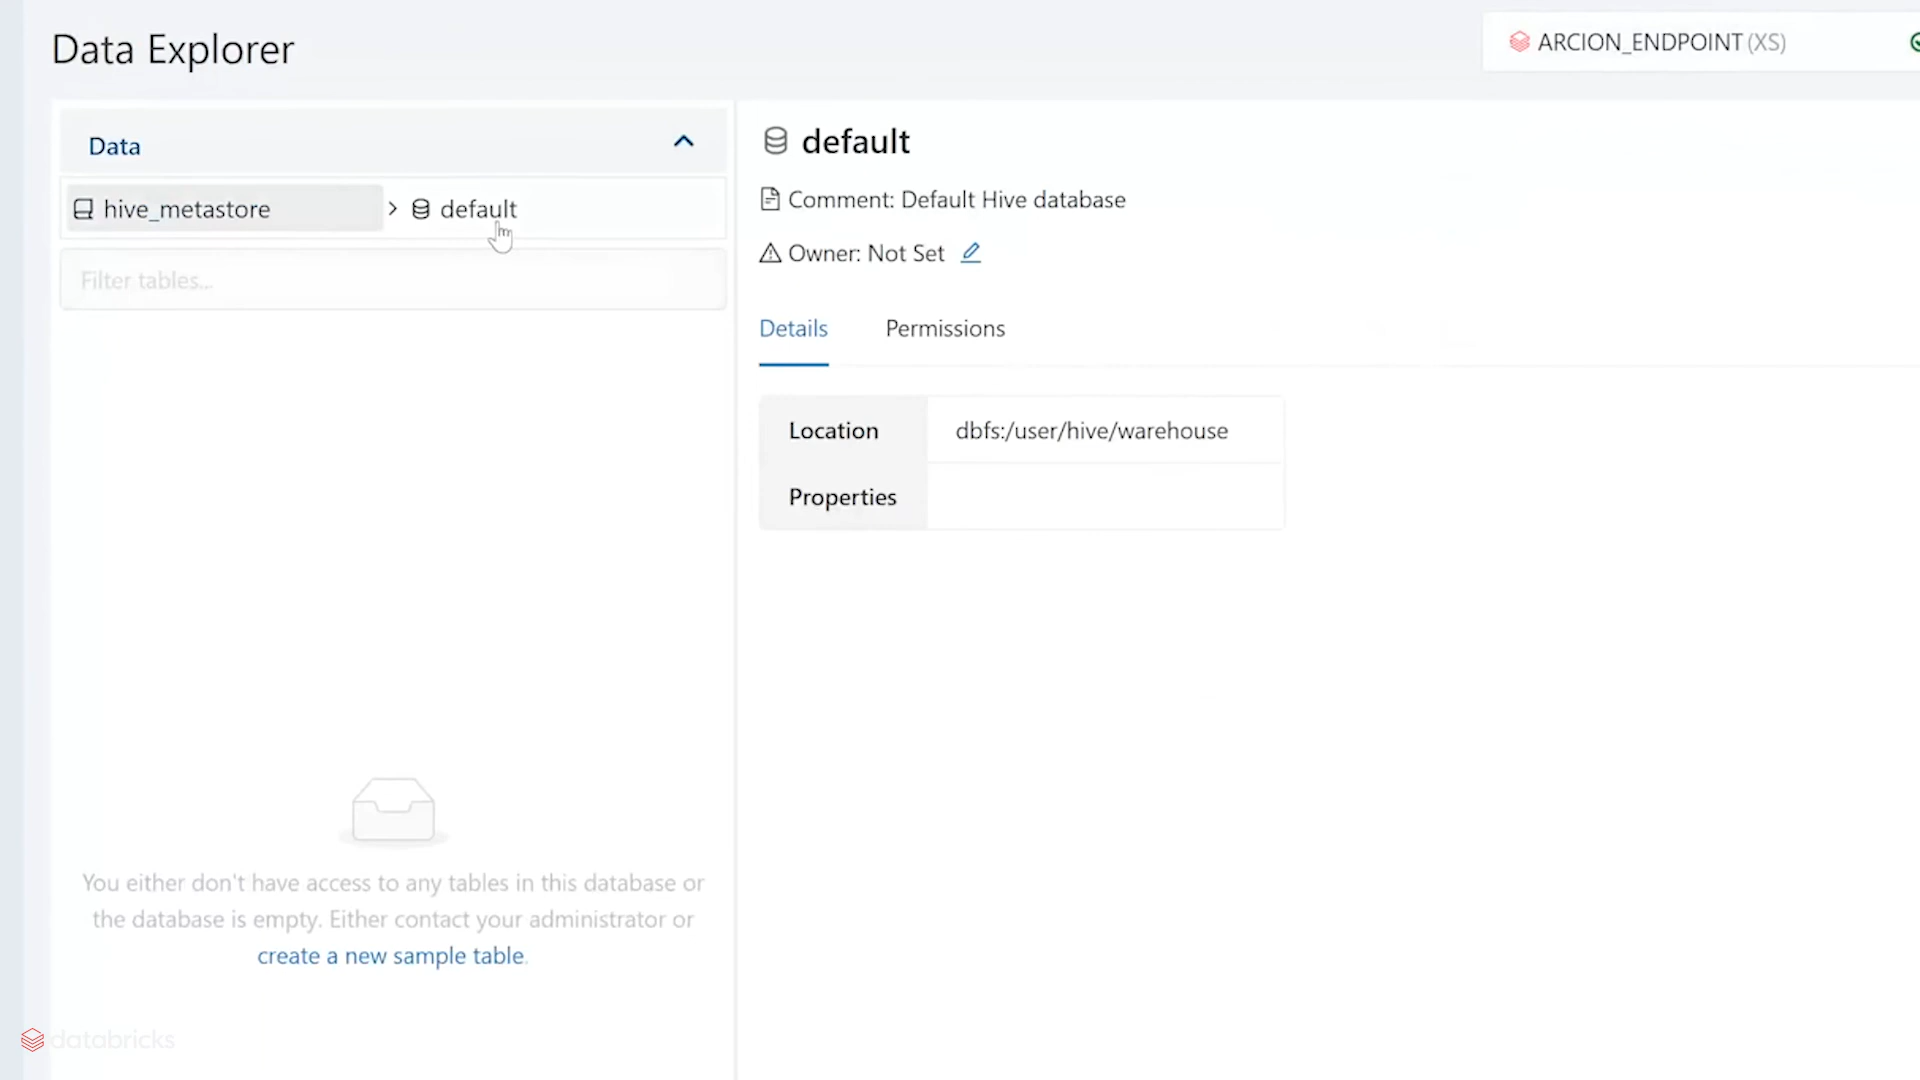 Data Explorer
ARCION_ENDPOINT (XS)
Data
hive_metastore > default
Filter tables...
You either don't have access to any tables in this database or
the database is empty. Either contact your administrator or
create a new sample table.
default
Comment: Default Hive database
Owner: Not Set
Details Permissions
Location dbfs:/user/hive/warehouse
Properties
databricks